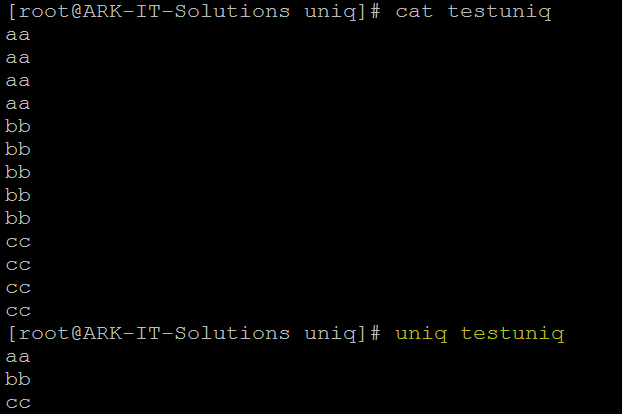 [root@ARK-IT-Solutions uniq]# cat testuniq
aa
aa
aa
aa
bb
bb
bb
bb
bb
cc
cc
cc
cc
[root@ARK-IT-Solutions uniq]# uniq testuniq
aa
bb
cc